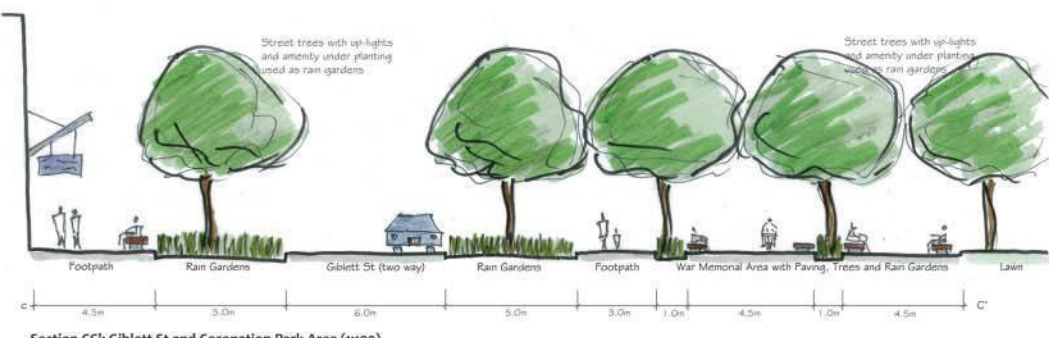 Street trees with up-lights
and amenity under planting
used as rain gardens
Street trees with up-lights
and amenity under planting
used as rain gardens
Footpath
Rain Gardens
Giblett St (two way)
Rain Gardens
Footpath
War Memorial Area with Paving, Trees and Rain Gardens
Lawn
C
4.5m
5.0m
6.0m
5.0m
3.0m
1.0m
4.5m
1.0m
4.5m
C'
Giblett St and Coronation Park Area